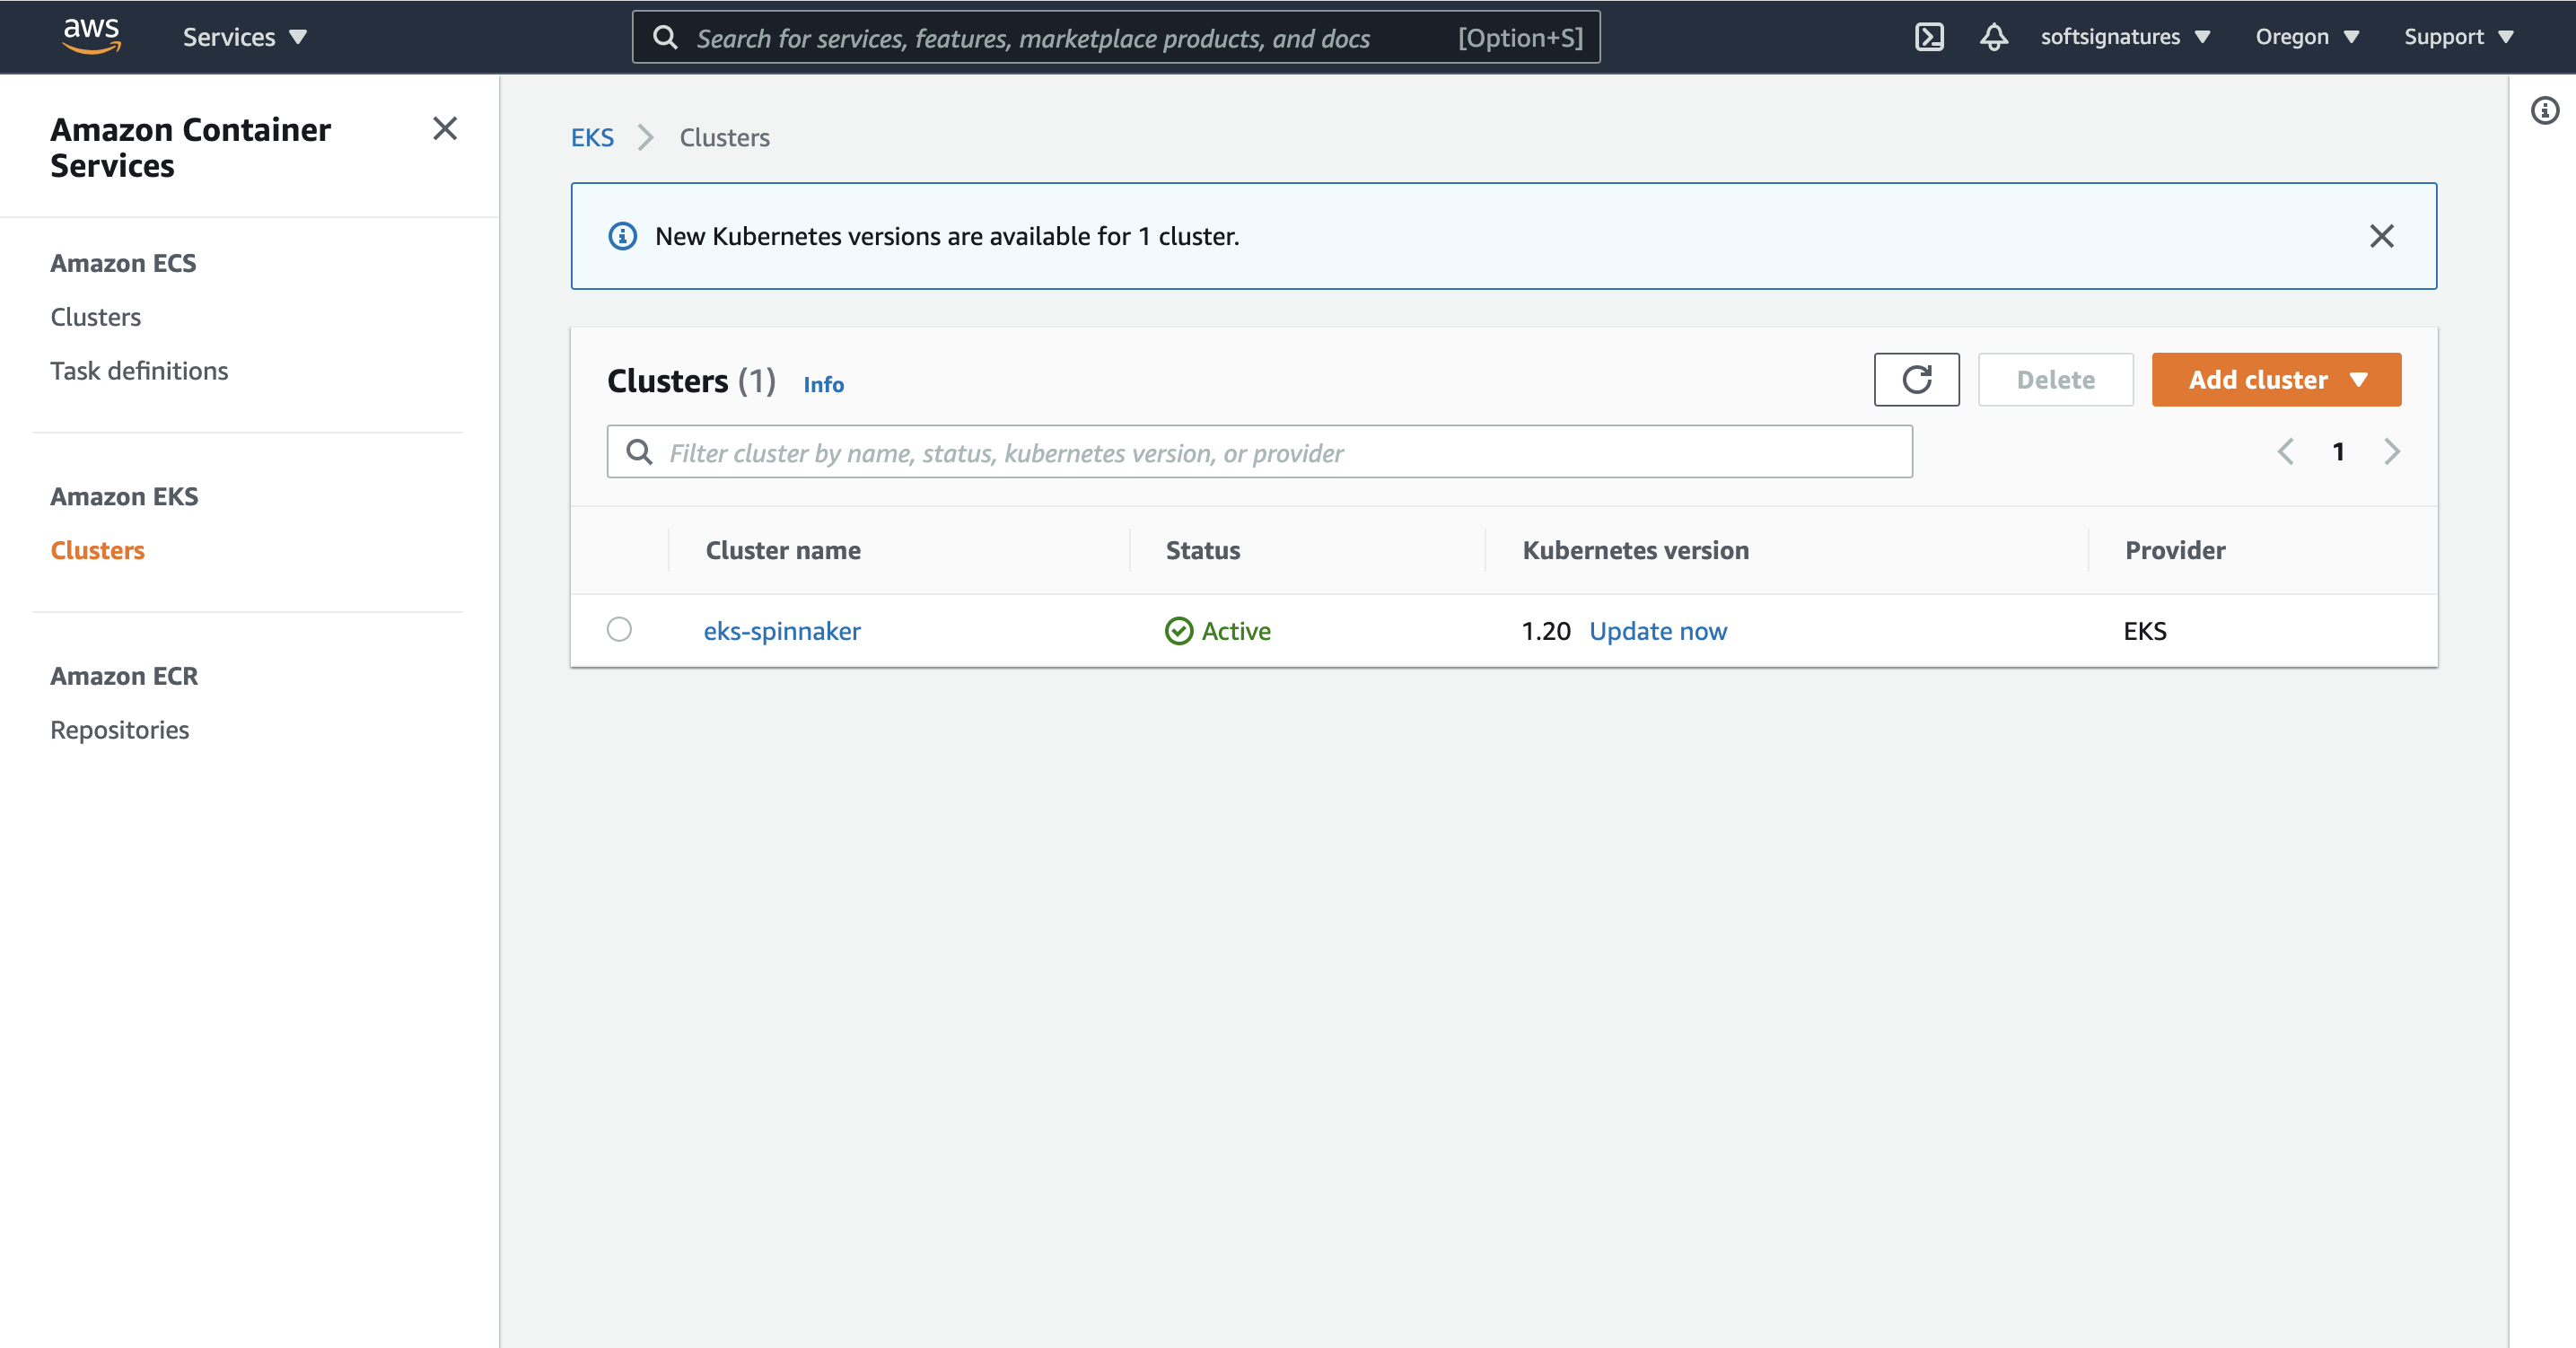 aws
Services
Search for services, features, marketplace products, and docs
[Option+S]
softsignatures
Oregon
Support
Amazon Container
Services
Amazon ECS
Clusters
Task definitions
Amazon EKS
Clusters
Amazon ECR
Repositories
EKS
Clusters
New Kubernetes versions are available for 1 cluster.
Clusters (1)
Info
Delete
Add cluster
Filter cluster by name, status, kubernetes version, or provider
1
Cluster name
Status
Kubernetes version
Provider
eks-spinnaker
Active
1.20
Update now
EKS